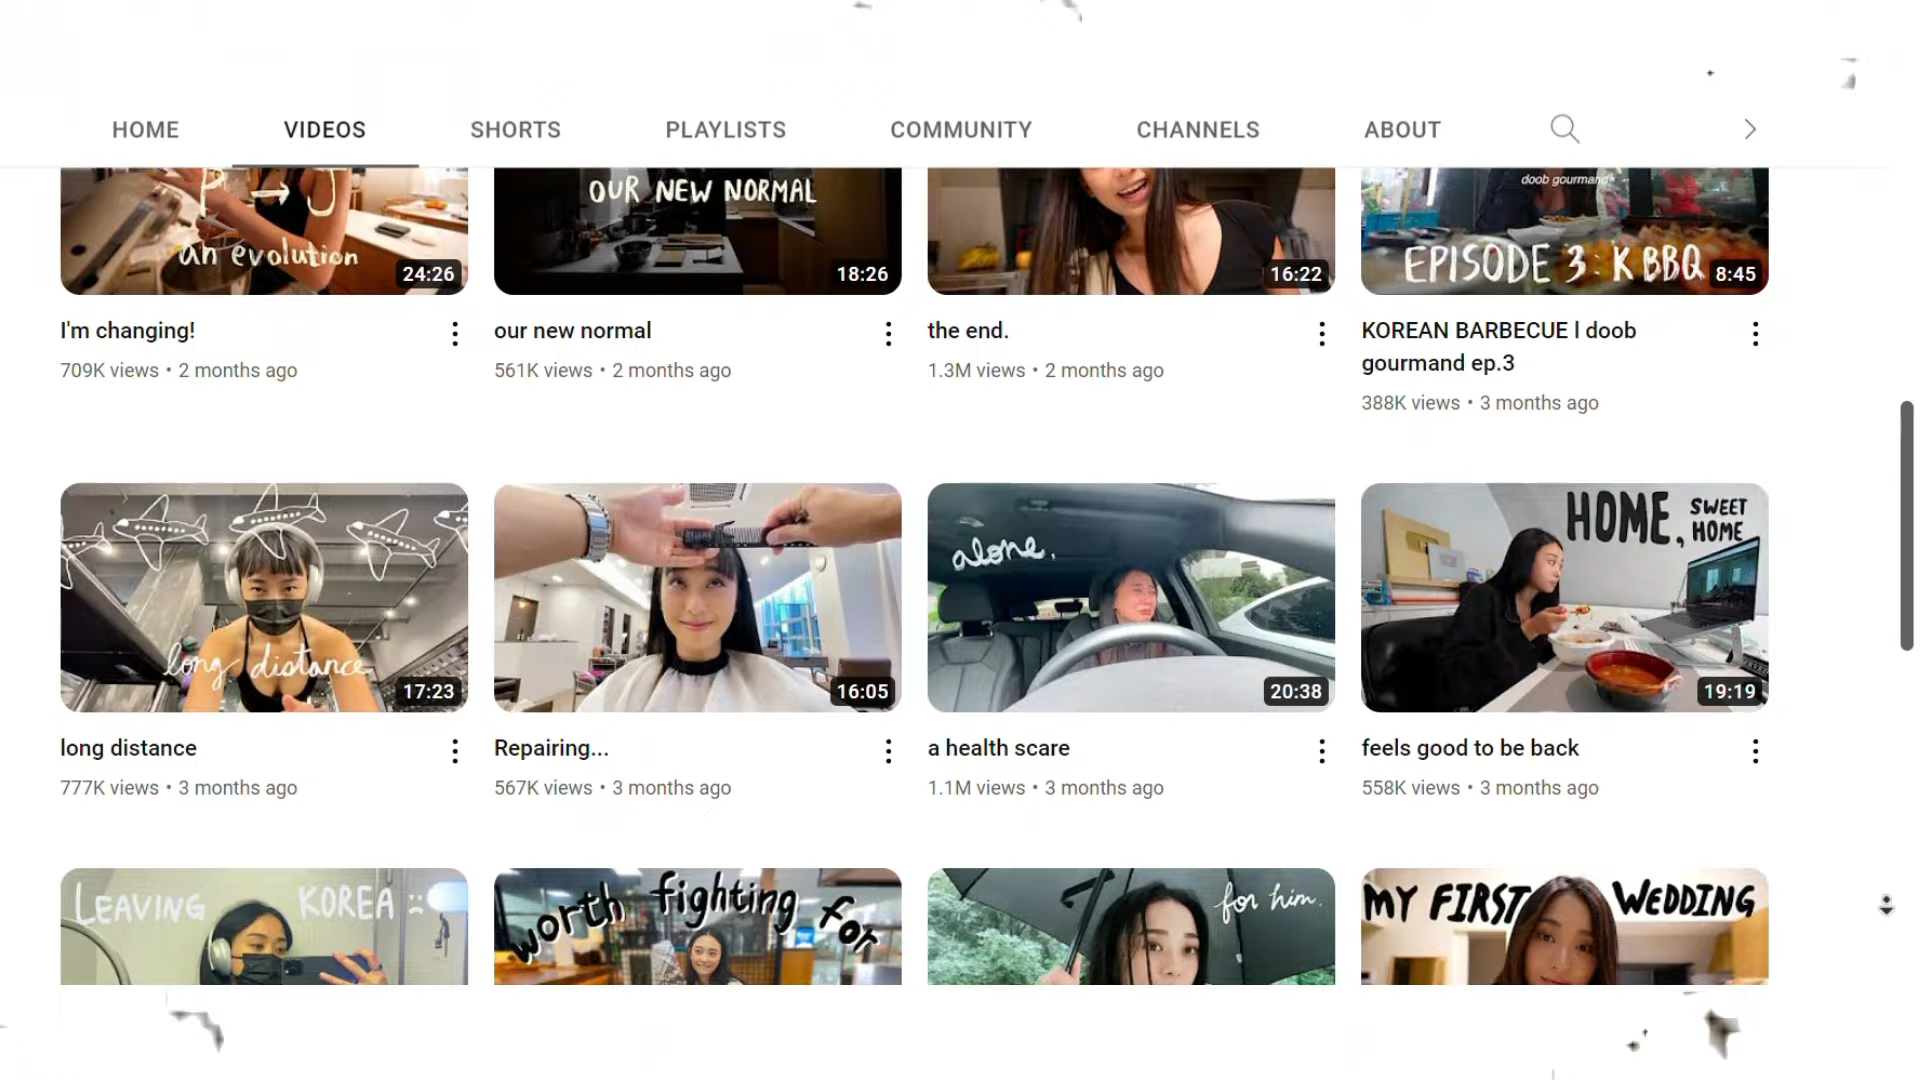 HOME VIDEOS SHORTS PLAYLISTS COMMUNITY CHANNELS ABOUT
P → J
an evolution
24:26
OUR NEW NORMAL
18:26
16:22
doob gourmand
EPISODE 3: K BBQ
8:45
I'm changing!
709K views • 2 months ago
our new normal
561K views • 2 months ago
the end.
1.3M views • 2 months ago
KOREAN BARBECUE l doob
gourmand ep.3
388K views • 3 months ago
long distance
17:23
16:05
alone.
20:38
HOME, SWEET
HOME
19:19
long distance
777K views • 3 months ago
Repairing...
567K views • 3 months ago
a health scare
1.1M views • 3 months ago
feels good to be back
558K views • 3 months ago
LEAVING KOREA
worth fighting for
for him.
MY FIRST WEDDING